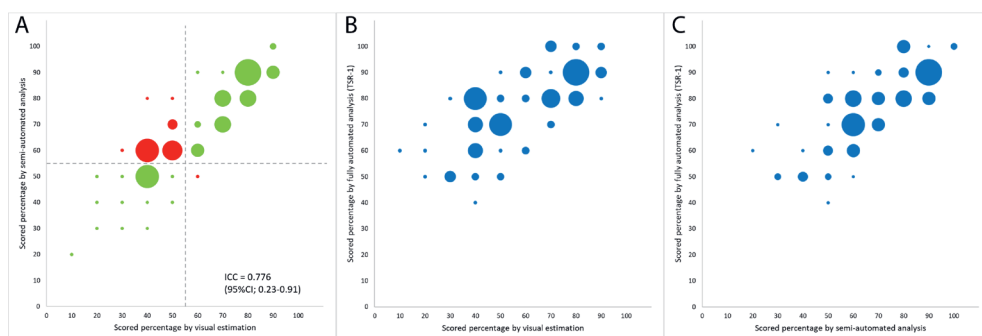 A
Scored percentage by semi-automated analysis
100
90
80
70
60
50
40
30
20
10
0
0 10 20 30 40 50 60 70 80 90 100
Scored percentage by visual estimation
ICC = 0.776
(95%CI; 0.23-0.91)
B
Scored percentage by fully automated analysis (TSR-1)
100
90
80
70
60
50
40
30
20
10
0
0 10 20 30 40 50 60 70 80 90 100
Scored percentage by visual estimation
C
Scored percentage by fully automated analysis (TSR-1)
100
90
80
70
60
50
40
30
20
10
0
0 10 20 30 40 50 60 70 80 90 100
Scored percentage by semi-automated analysis